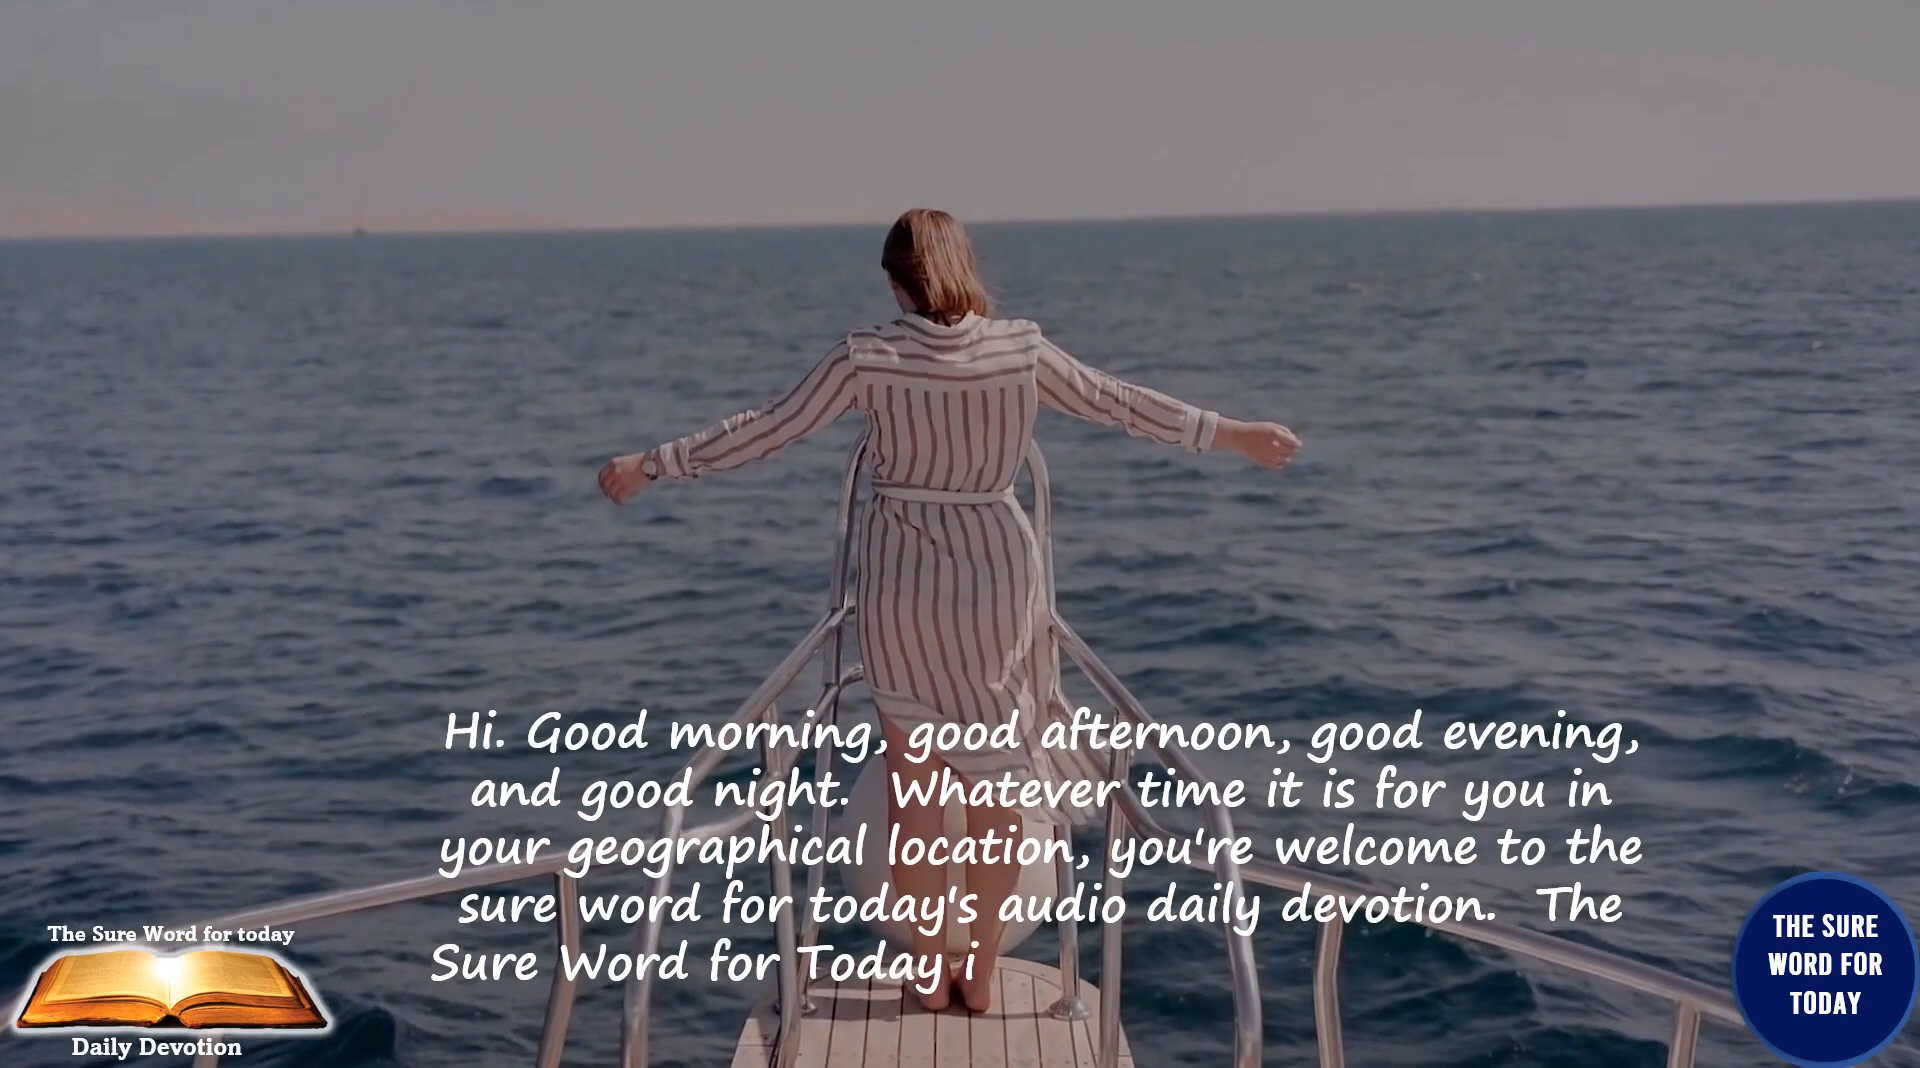 Hi. Good morning, good afternoon, good evening,
and good night. Whatever time it is for you in
your geographical location, you're welcome to the
sure word for today's audio daily devotion. The
Sure Word for Today i
The Sure Word for today
Daily Devotion
THE SURE
WORD FOR
TODAY